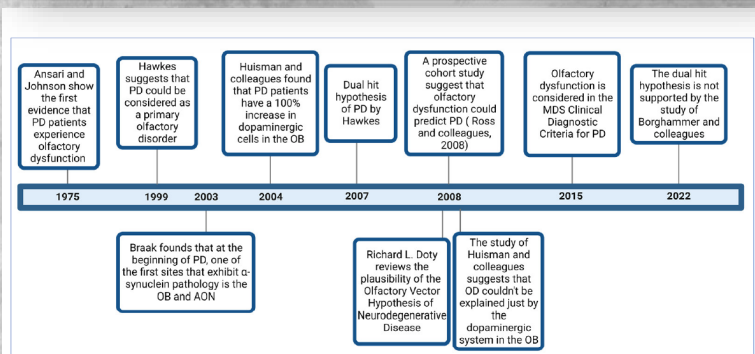 Ansari and
Johnson show
the first
evidence that
PD patients
experience
olfactory
dysfunction
Hawkes
suggests that
PD could be
considered as
a primary
olfactory
disorder
Huisman and
colleagues found
that PD patients
have a 100%
increase in
dopaminergic
cells in the OB
Dual hit
hypothesis
of PD by
Hawkes
A prospective
cohort study
suggest that
olfactory
dysfunction could
predict PD ( Ross
and colleagues,
2008)
Olfactory
dysfunction is
considered in the
MDS Clinical
Diagnostic
Criteria for PD
The dual hit
hypothesis is not
supported by the
study of
Borghammer and
colleagues
1975
1999
2003
2004
2007
2008
2015
2022
Braak founds that at the
beginning of PD, one of
the first sites that exhibit α-
synuclein pathology is the
OB and AON
Richard L. Doty
reviews the
plausibility of the
Olfactory Vector
Hypothesis of
Neurodegenerative
Disease
The study of
Huisman and
colleagues
suggests that
OD couldn't be
explained just by
the
dopaminergic
system in the OB